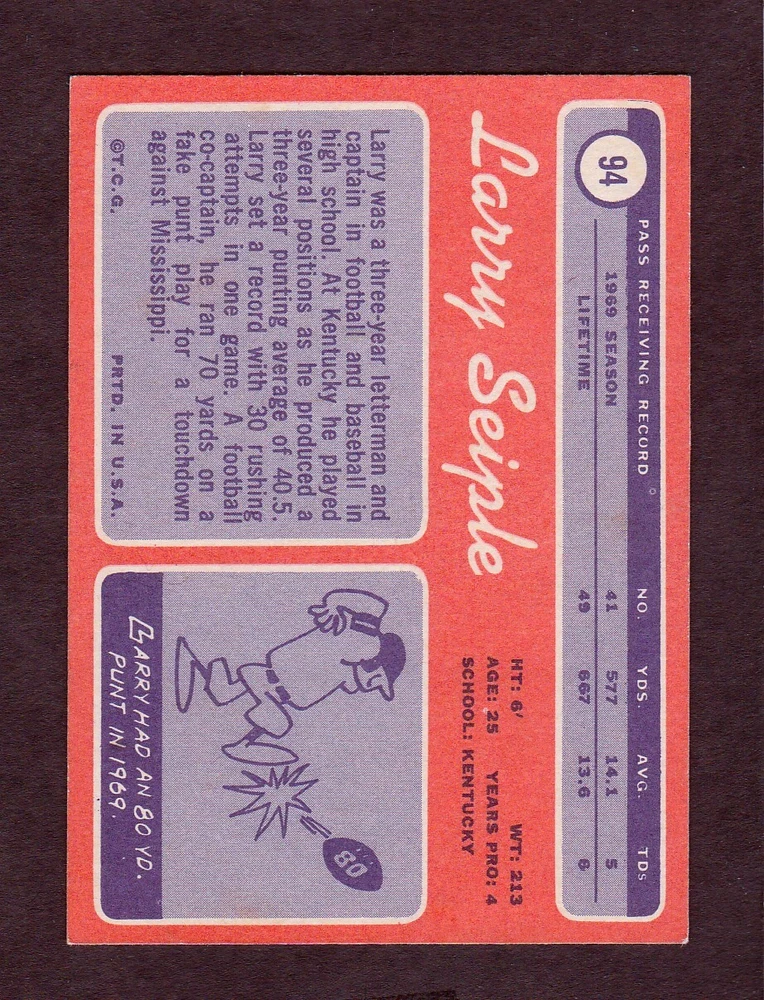 94
PASS RECEIVING RECORD NO. YDS. AVG. TDS
1969 SEASON 41 577 14.1 5
LIFETIME 49 667 13.6 6
Larry Seiple
HT: 6' WT: 213
AGE: 25 YEARS PRO: 4
SCHOOL: KENTUCKY
Larry was a three-year letterman and
captain in football and baseball in
high school. At Kentucky he played
several positions as he produced a
three-year punting average of 40.5.
Larry set a record with 30 rushing
attempts in one game. A football
co-captain, he ran 70 yards on a
fake punt play for a touchdown
against Mississippi.
©T.C.G. PRTD. IN U.S.A.
80
LARRY HAD AN 80 YD.
PUNT IN 1969.